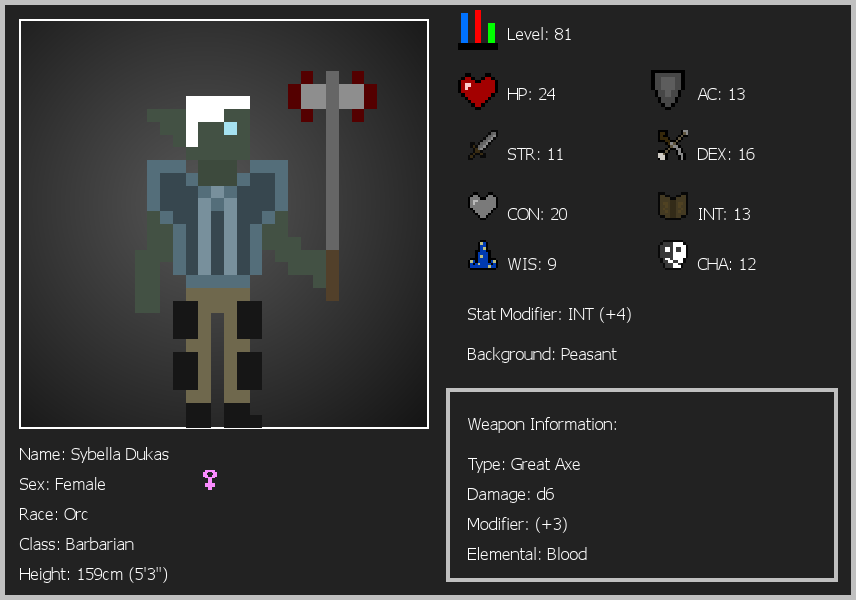 Level: 81
HP: 24
AC: 13
STR: 11
DEX: 16
CON: 20
INT: 13
WIS: 9
CHA: 12
Stat Modifier: INT (+4)
Background: Peasant
Weapon Information:
Type: Great Axe
Damage: d6
Modifier: (+3)
Elemental: Blood
Name: Sybella Dukas
Sex: Female
Race: Orc
Class: Barbarian
Height: 159cm (5'3")